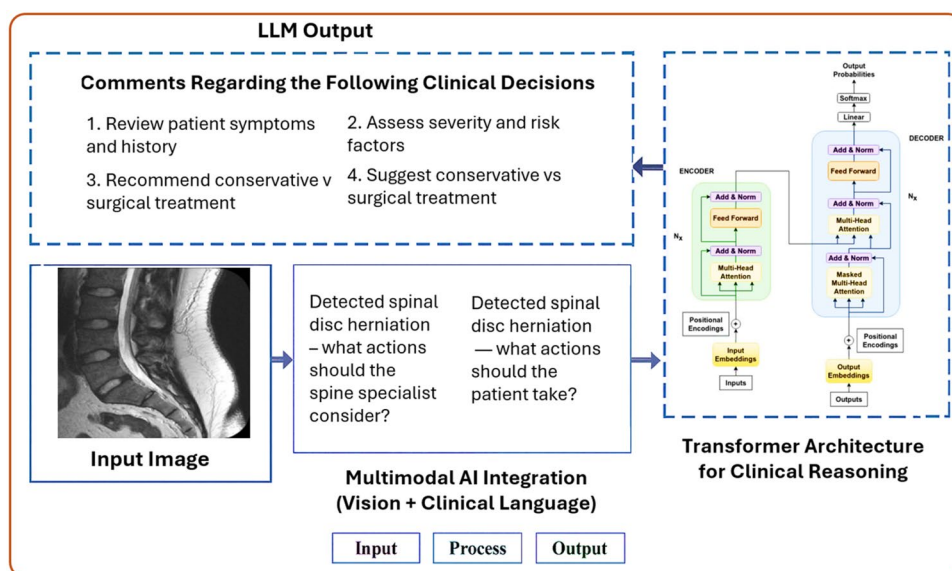 LLM Output
Comments Regarding the Following Clinical Decisions
1. Review patient symptoms
and history
2. Assess severity and risk
factors
3. Recommend conservative v
surgical treatment
4. Suggest conservative vs
surgical treatment
Input Image
Detected spinal
disc herniation
– what actions
should the
spine specialist
consider?
Detected spinal
disc herniation
— what actions
should the
patient take?
Multimodal AI Integration
(Vision + Clinical Language)
Output
Probabilities
Softmax
Linear
DECODER
Add & Norm
Feed Forward
Add & Norm
Multi-Head
Attention
Nx
Add & Norm
Masked
Multi-Head
Attention
Positional
Encodings
Output
Embeddings
Outputs
ENCODER
Add & Norm
Feed Forward
Nx
Add & Norm
Multi-Head
Attention
Positional
Encodings
Input
Embeddings
Inputs
Transformer Architecture
for Clinical Reasoning
Input
Process
Output